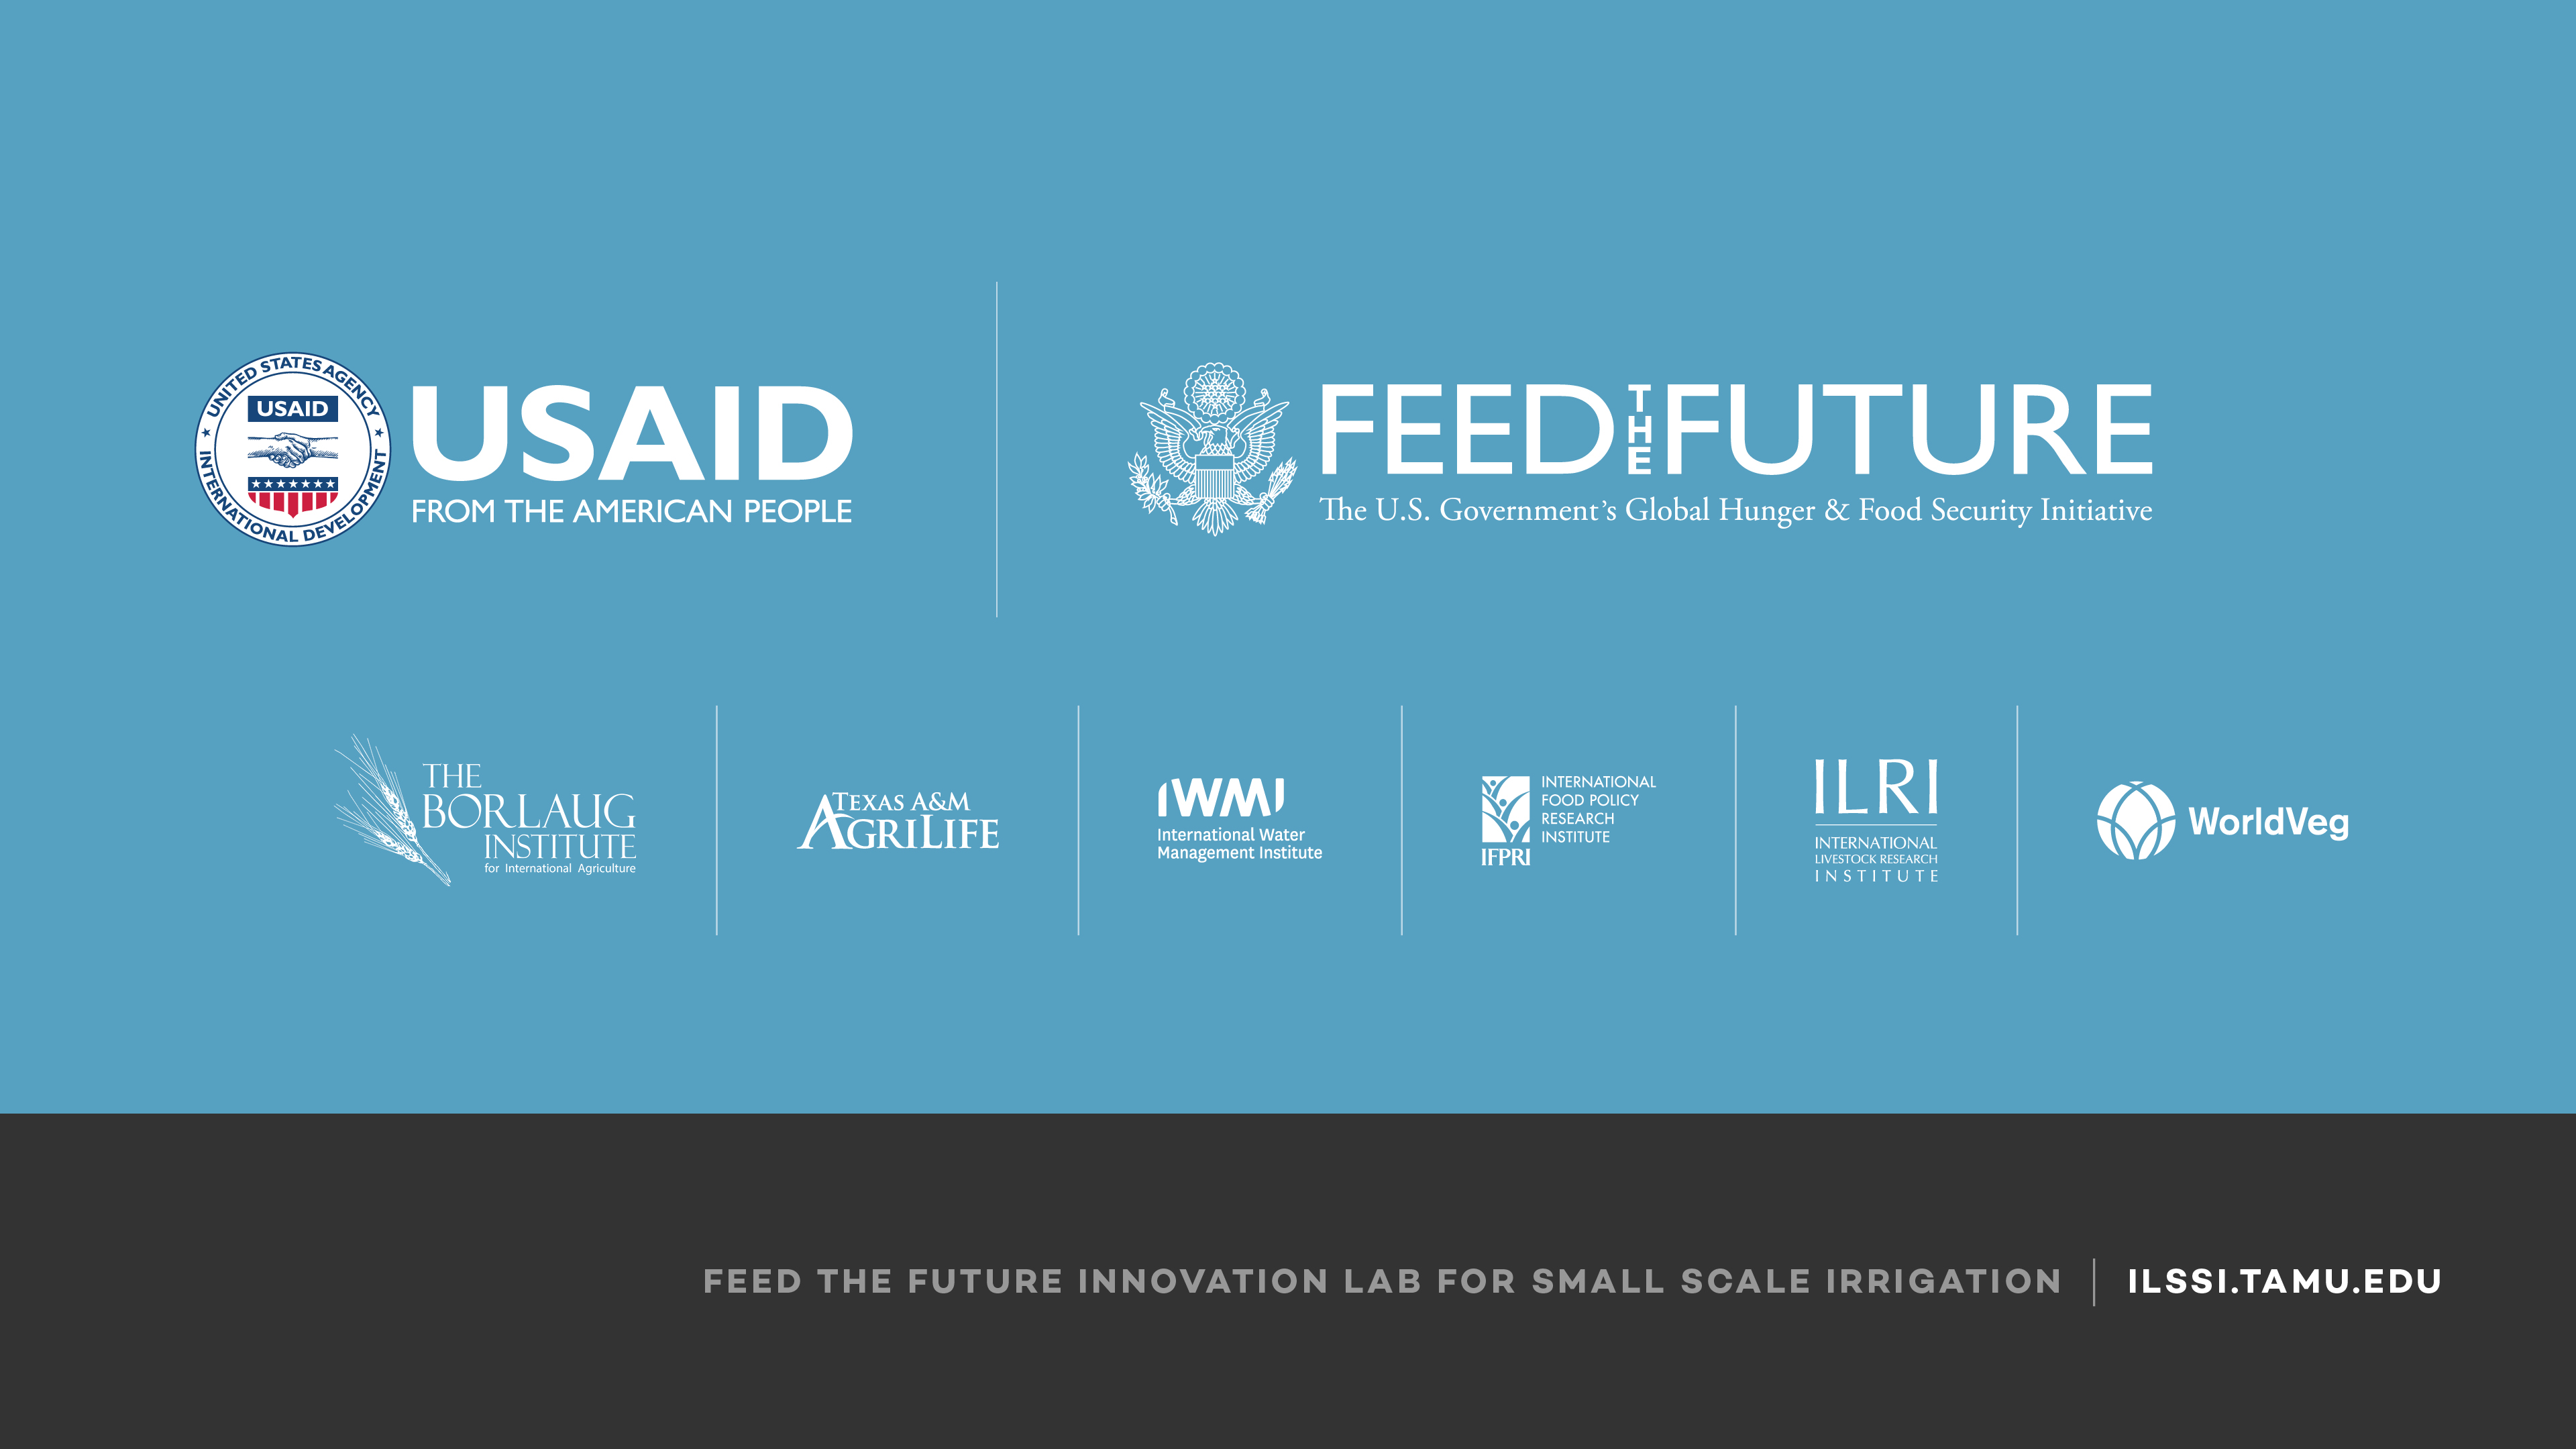 UNITED STATES AGENCY
USAID
INTERNATIONAL DEVELOPMENT
USAID
FROM THE AMERICAN PEOPLE
FEED THE FUTURE
The U.S. Government's Global Hunger & Food Security Initiative
THE
BORLAUG
INSTITUTE
for International Agriculture
TEXAS A&M
AGRILIFE
IWMI
International Water
Management Institute
INTERNATIONAL
FOOD POLICY
RESEARCH
INSTITUTE
IFPRI
ILRI
INTERNATIONAL
LIVESTOCK RESEARCH
INSTITUTE
WorldVeg
FEED THE FUTURE INNOVATION LAB FOR SMALL SCALE IRRIGATION
ILSSI.TAMU.EDU